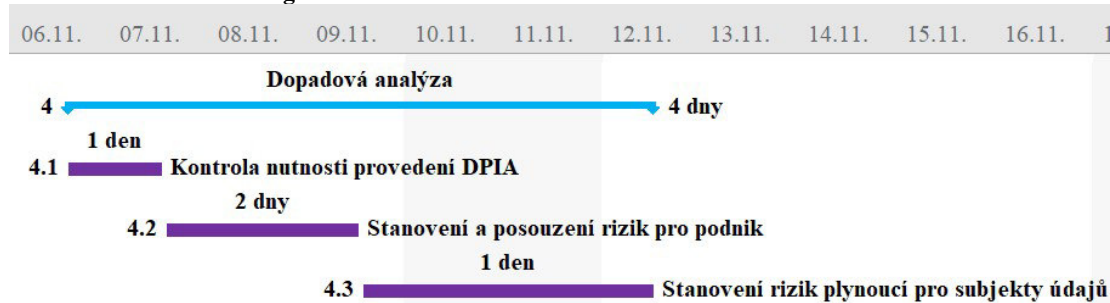 06.11. 07.11. 08.11. 09.11. 10.11. 11.11. 12.11. 13.11. 14.11. 15.11. 16.11.
Dopadová analýza
4 4 dny
1 den
4.1 Kontrola nutnosti provedení DPIA
2 dny
4.2 Stanovení a posouzení rizik pro podnik
1 den
4.3 Stanovení rizik plynoucí pro subjekty údajů